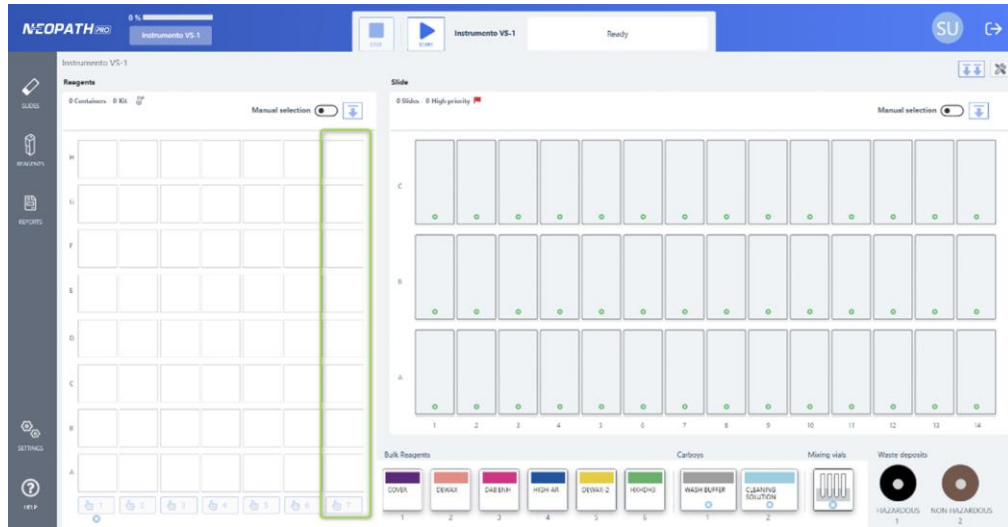 NEOPATH PRO
0 %
Instrumento VS-1
STOP
START
Instrumento VS-1
Ready
SU
SLIDES
REAGENTS
REPORTS
SETTINGS
HELP
Instrumento VS-1
Reagents
0 Containers 0 Kit
Manual selection
H
G
F
E
D
C
B
A
1 2 3 4 5 6 7
Slide
0 Slides 0 High priority
Manual selection
C
B
A
1 2 3 4 5 6 7 8 9 10 11 12 13 14
Bulk Reagents
COVER DEWAX DAB ENH HIGH-AR DEWAX-2 HXHDHG
1 2 3 4 5 6
Carboys
WASH BUFFER CLEANING SOLUTION
1 2
Mixing vials
Waste deposits
HAZARDOUS NON HAZARDOUS
1 2